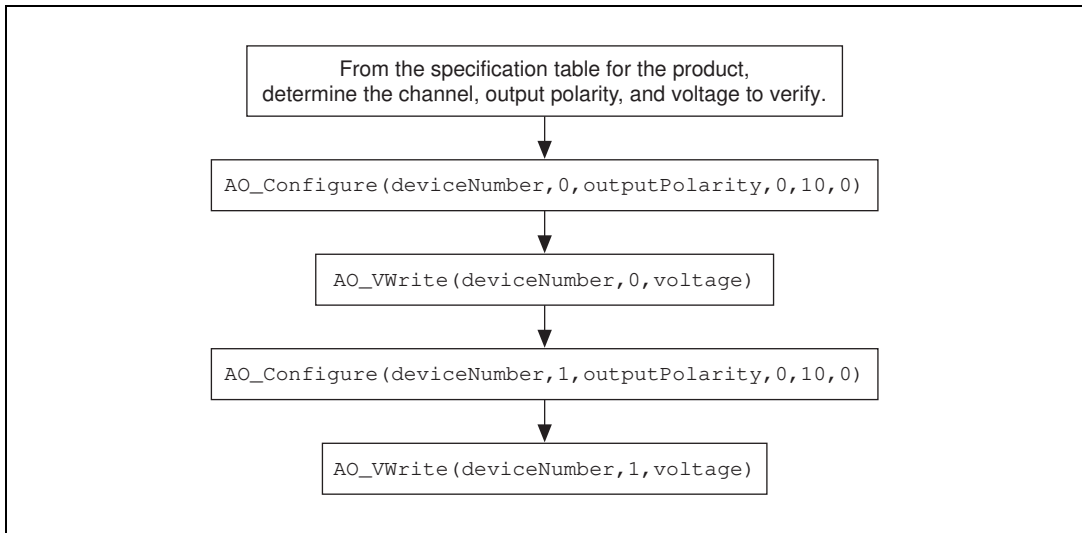 From the specification table for the product,
determine the channel, output polarity, and voltage to verify.
AO_Configure(deviceNumber,0,outputPolarity,0,10,0)
AO_VWrite(deviceNumber,0,voltage)
AO_Configure(deviceNumber,1,outputPolarity,0,10,0)
AO_VWrite(deviceNumber,1,voltage)